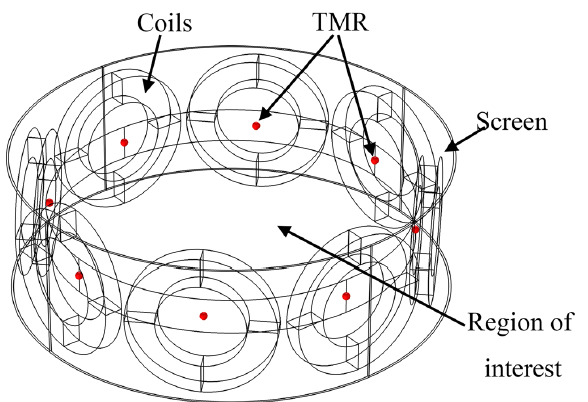 Coils
TMR
Screen
Region of
interest